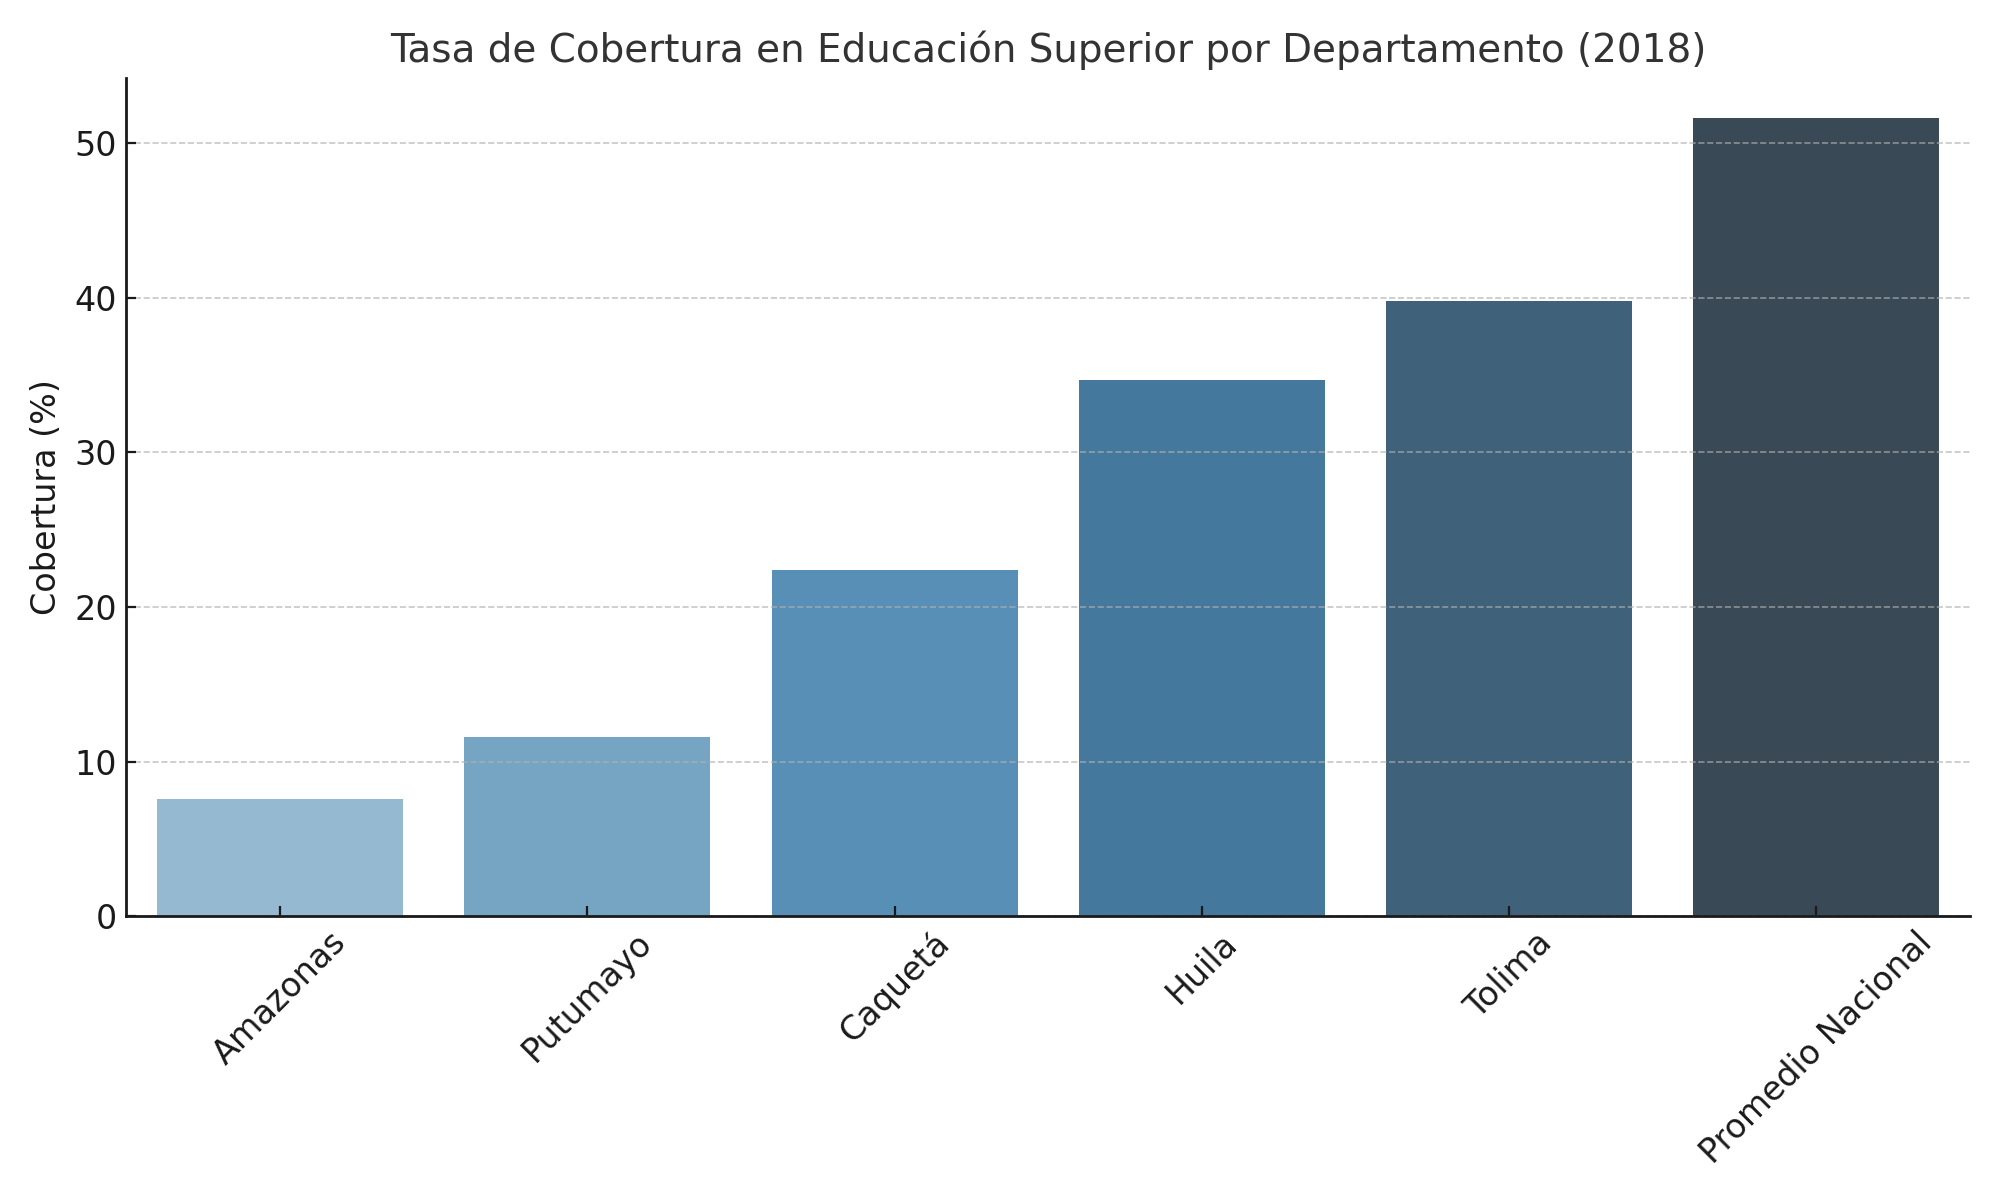 Tasa de Cobertura en Educación Superior por Departamento (2018)
Cobertura (%)
50
40
30
20
10
0
Amazonas
Putumayo
Caquetá
Huila
Tolima
Promedio Nacional